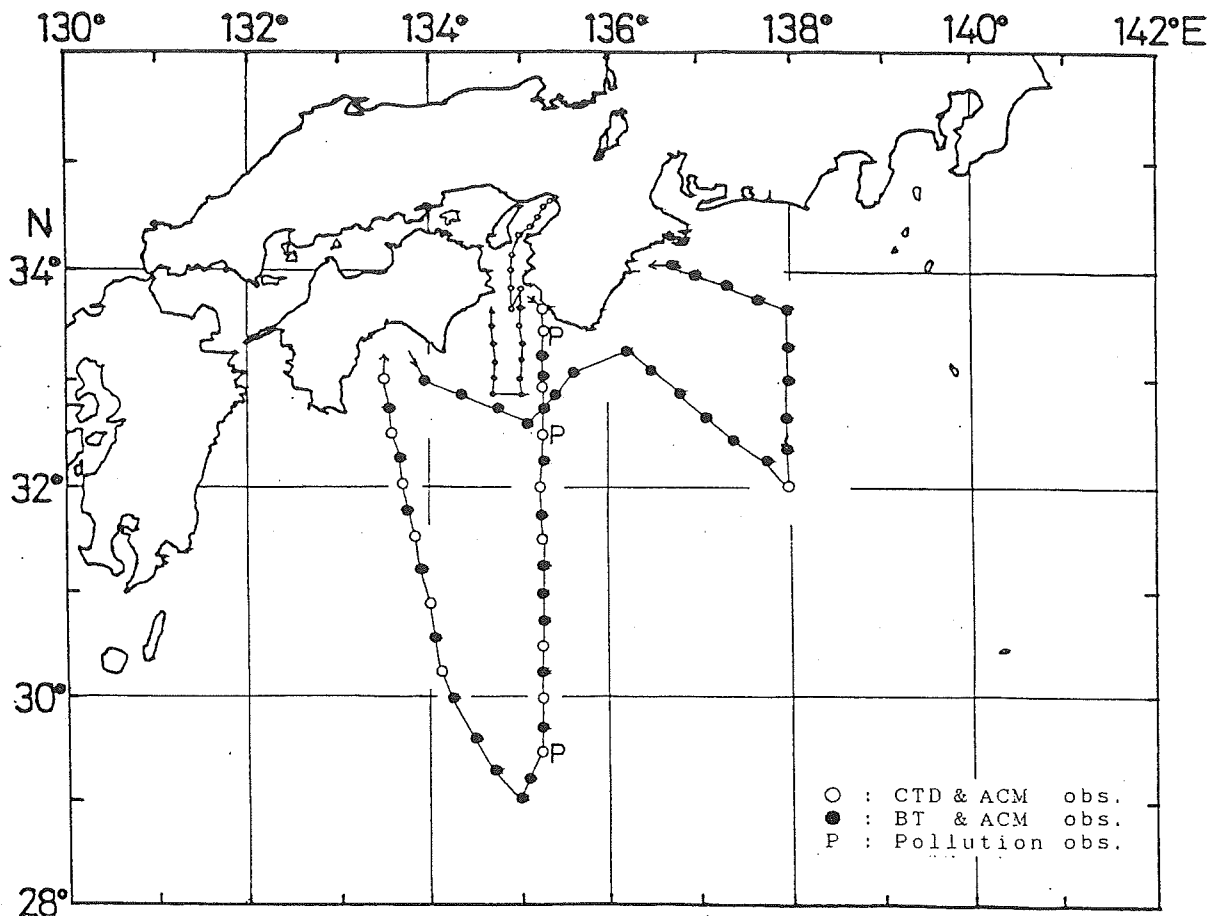 130° 132° 134° 136° 138° 140° 142°E
N
34°
P
P
32°
30°
P
○ : CTD & ACM obs.
● : BT & ACM obs.
P : Pollution obs.
28°